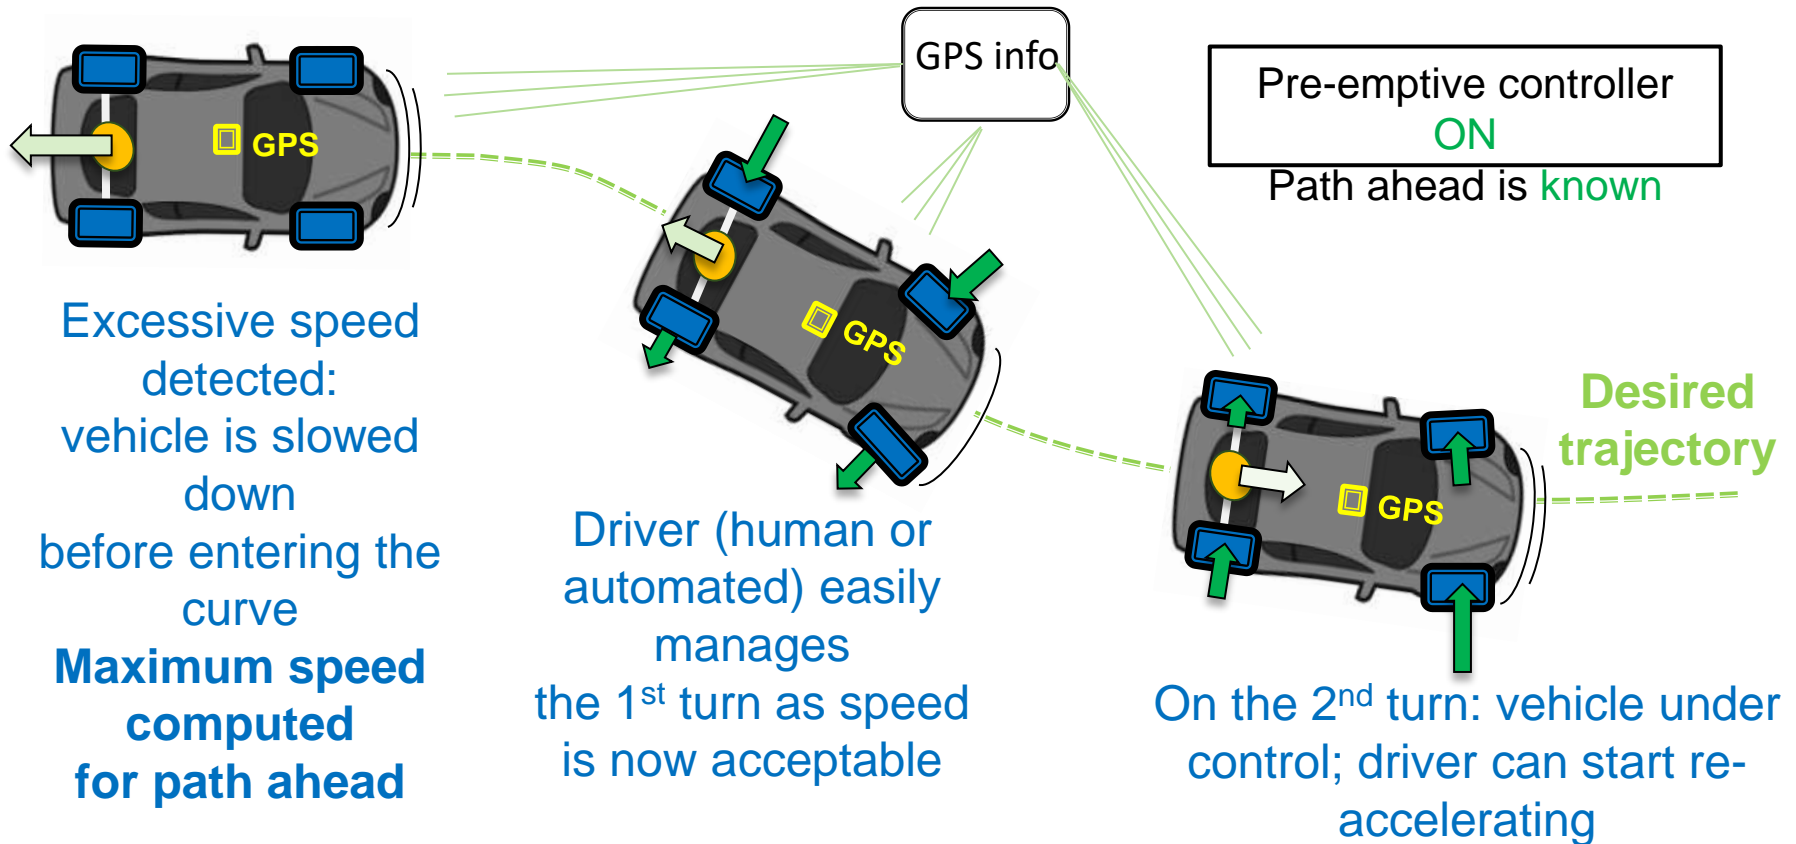 GPS info
Pre-emptive controller
ON
Path ahead is known
GPS
GPS
GPS
Desired
trajectory
Excessive speed
detected:
vehicle is slowed
down
before entering the
curve
Maximum speed
computed
for path ahead
Driver (human or
automated) easily
manages
the 1st turn as speed
is now acceptable
On the 2nd turn: vehicle under
control; driver can start re-
accelerating